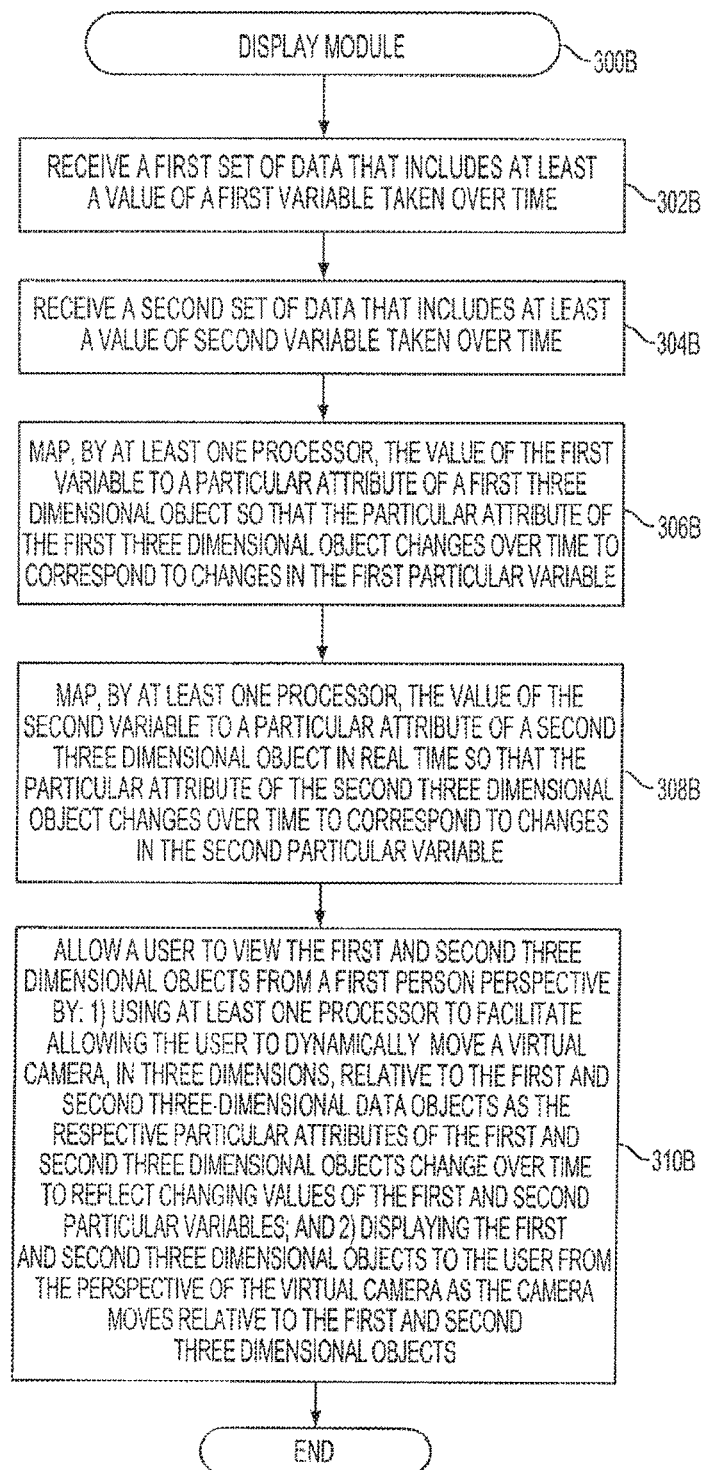 DISPLAY MODULE
300B
RECEIVE A FIRST SET OF DATA THAT INCLUDES AT LEAST
A VALUE OF A FIRST VARIABLE TAKEN OVER TIME
302B
RECEIVE A SECOND SET OF DATA THAT INCLUDES AT LEAST
A VALUE OF SECOND VARIABLE TAKEN OVER TIME
304B
MAP, BY AT LEAST ONE PROCESSOR, THE VALUE OF THE FIRST
VARIABLE TO A PARTICULAR ATTRIBUTE OF A FIRST THREE
DIMENSIONAL OBJECT SO THAT THE PARTICULAR ATTRIBUTE OF
THE FIRST THREE DIMENSIONAL OBJECT CHANGES OVER TIME TO
CORRESPOND TO CHANGES IN THE FIRST PARTICULAR VARIABLE
306B
MAP, BY AT LEAST ONE PROCESSOR, THE VALUE OF THE
SECOND VARIABLE TO A PARTICULAR ATTRIBUTE OF A SECOND
THREE DIMENSIONAL OBJECT IN REAL TIME SO THAT THE
PARTICULAR ATTRIBUTE OF THE SECOND THREE DIMENSIONAL
OBJECT CHANGES OVER TIME TO CORRESPOND TO CHANGES
IN THE SECOND PARTICULAR VARIABLE
308B
ALLOW A USER TO VIEW THE FIRST AND SECOND THREE
DIMENSIONAL OBJECTS FROM A FIRST PERSON PERSPECTIVE
BY: 1) USING AT LEAST ONE PROCESSOR TO FACILITATE
ALLOWING THE USER TO DYNAMICALLY MOVE A VIRTUAL
CAMERA, IN THREE DIMENSIONS, RELATIVE TO THE FIRST AND
SECOND THREE-DIMENSIONAL DATA OBJECTS AS THE
RESPECTIVE PARTICULAR ATTRIBUTES OF THE FIRST AND
SECOND THREE DIMENSIONAL OBJECTS CHANGE OVER TIME
TO REFLECT CHANGING VALUES OF THE FIRST AND SECOND
PARTICULAR VARIABLES; AND 2) DISPLAYING THE FIRST
AND SECOND THREE DIMENSIONAL OBJECTS TO THE USER FROM
THE PERSPECTIVE OF THE VIRTUAL CAMERA AS THE CAMERA
MOVES RELATIVE TO THE FIRST AND SECOND
THREE DIMENSIONAL OBJECTS
310B
END